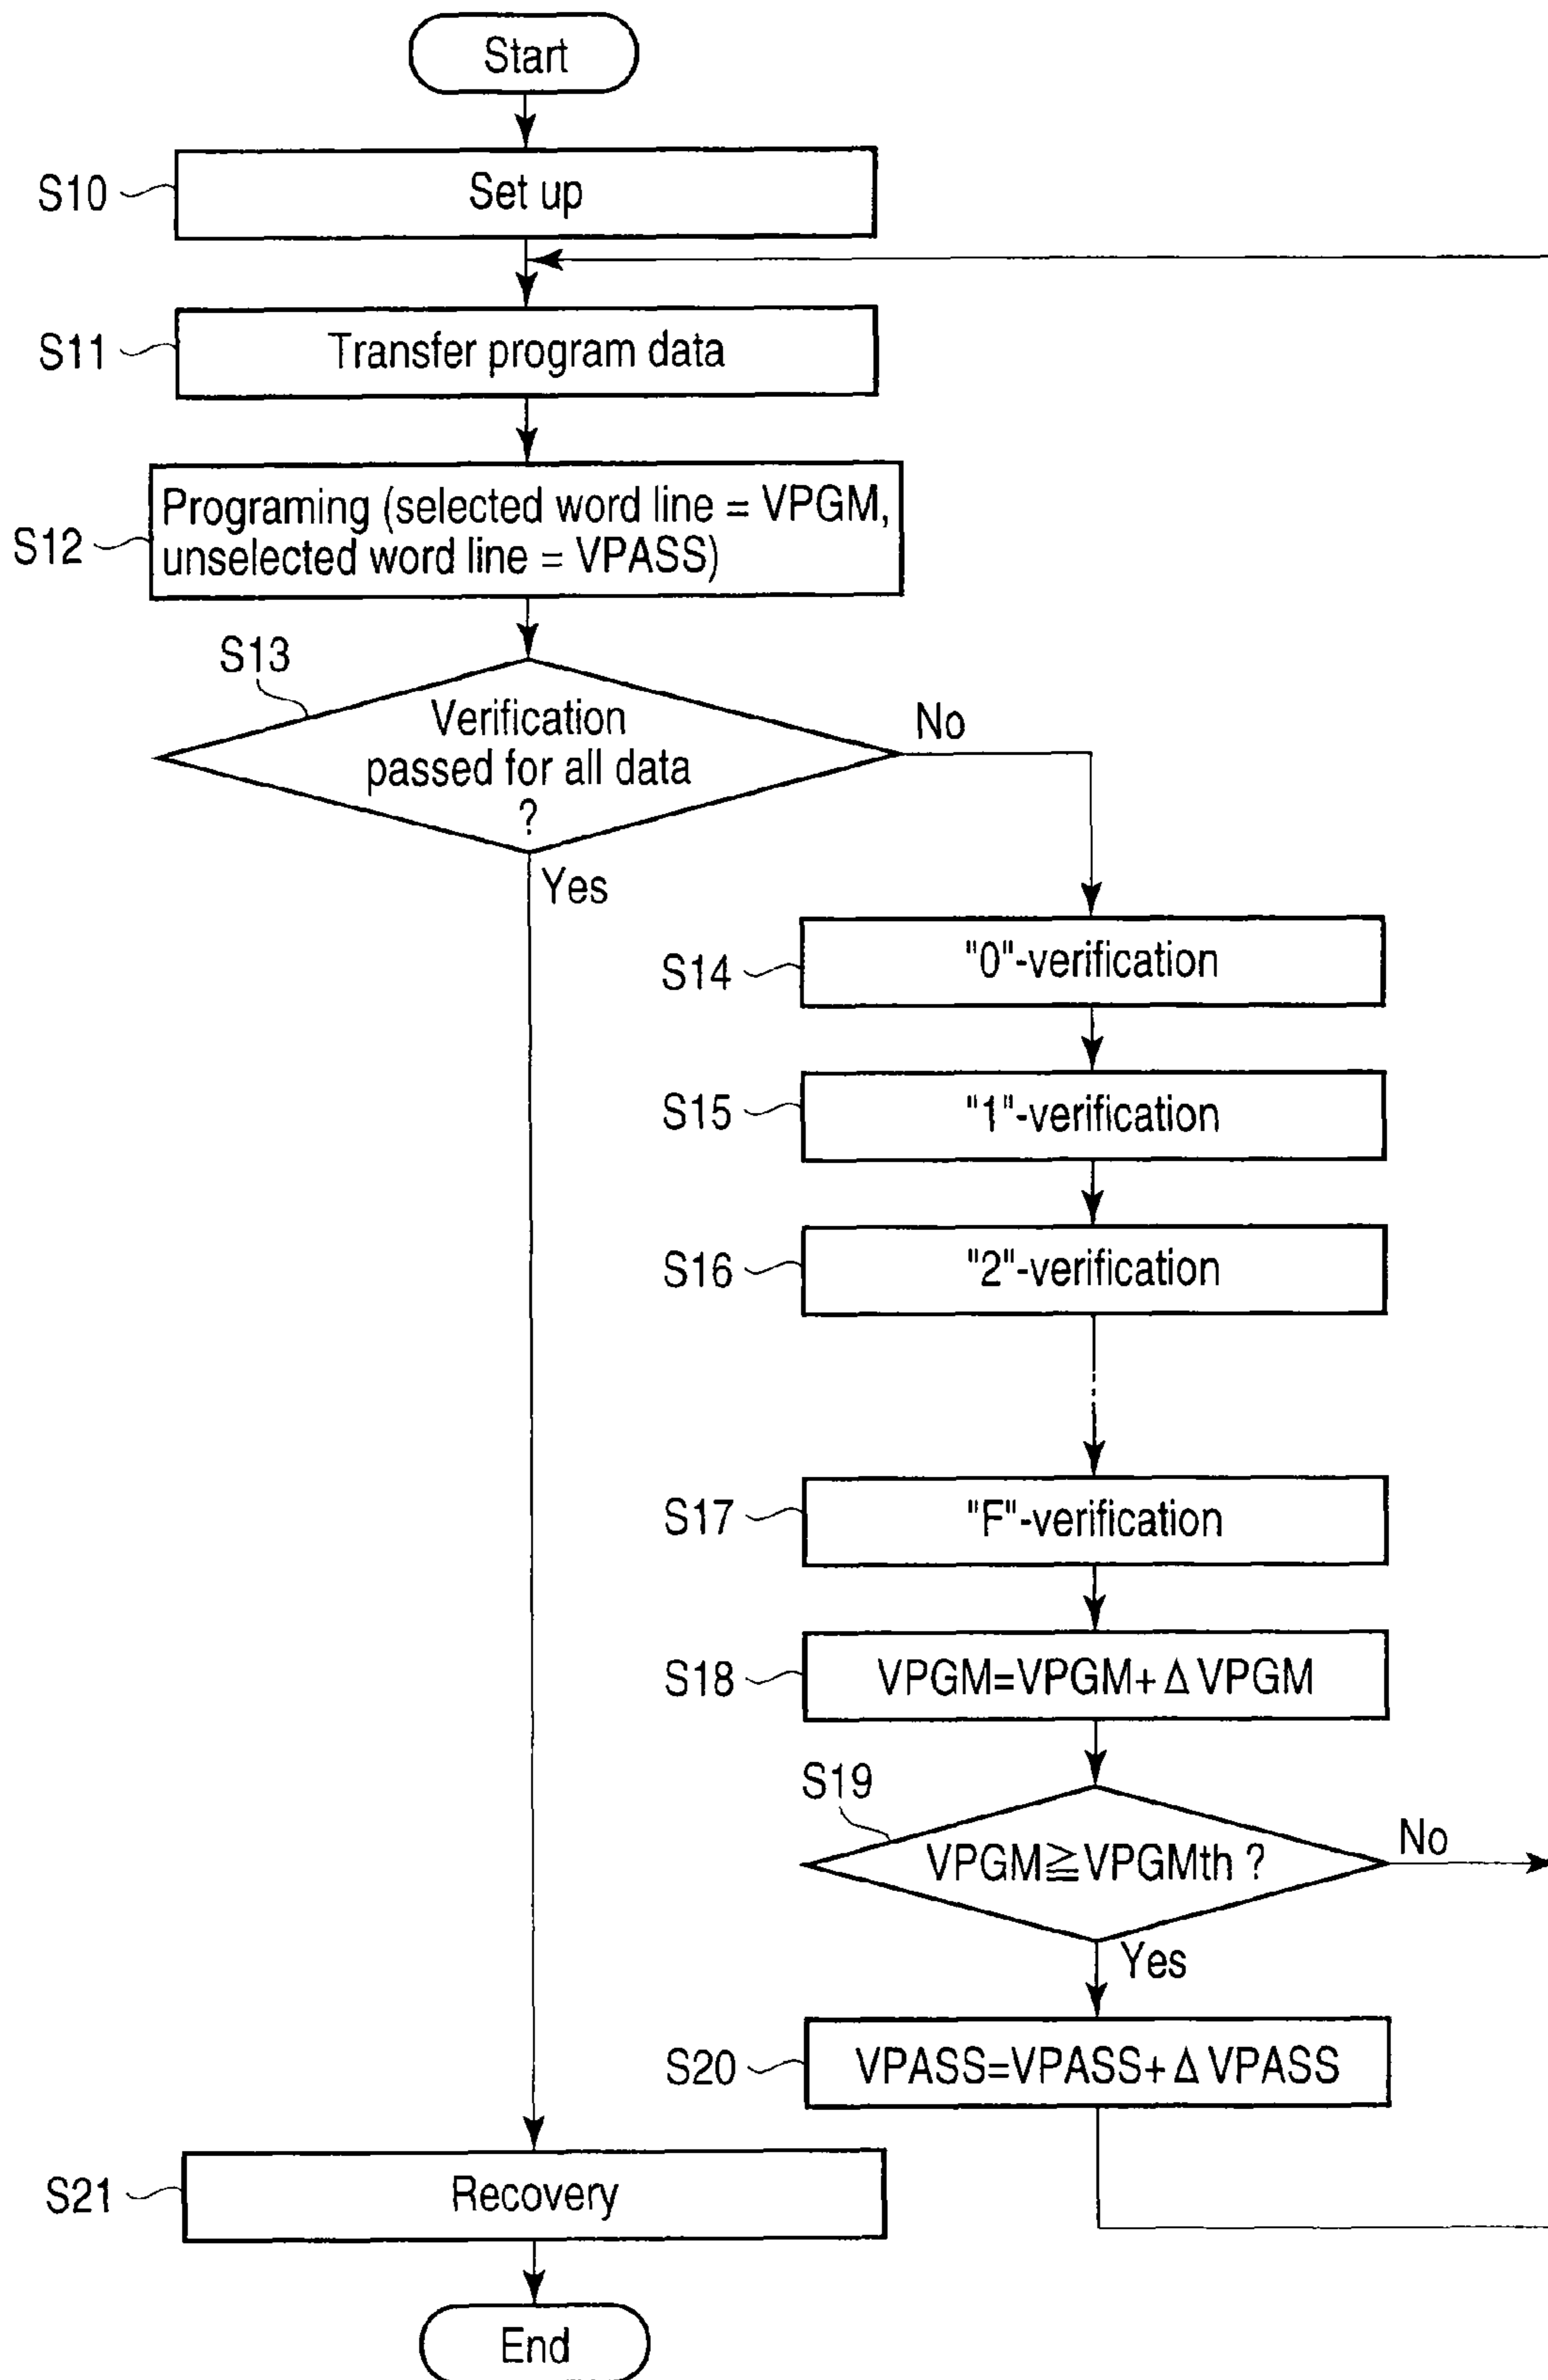 Start
S10
Set up
S11
Transfer program data
S12
Programing (selected word line = VPGM,
unselected word line = VPASS)
S13
Verification
passed for all data
?
No
Yes
S14
"0"-verification
S15
"1"-verification
S16
"2"-verification
S17
"F"-verification
S18
VPGM=VPGM+Δ VPGM
S19
VPGM≧VPGMth ?
No
Yes
S20
VPASS=VPASS+Δ VPASS
S21
Recovery
End